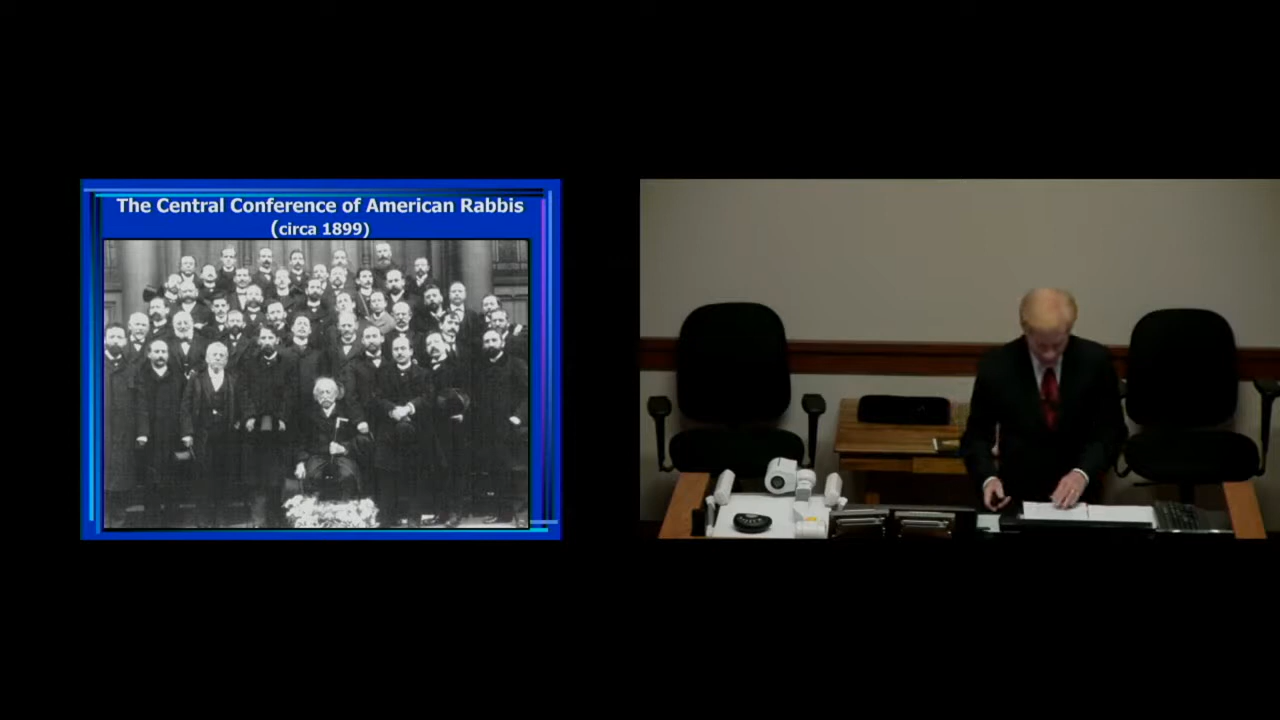 The Central Conference of American Rabbis
(circa 1899)